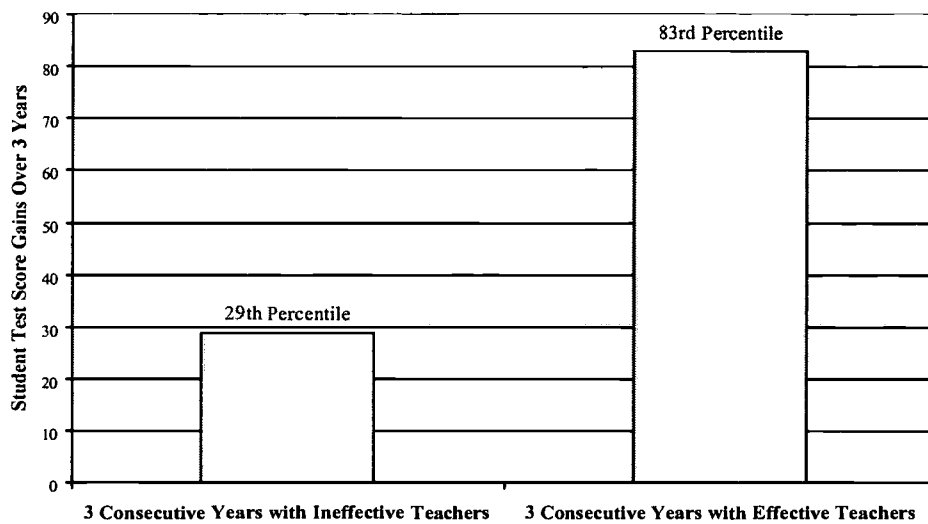 Student Test Score Gains Over 3 Years
90
80
70
60
50
40
30
20
10
0
29th Percentile
83rd Percentile
3 Consecutive Years with Ineffective Teachers
3 Consecutive Years with Effective Teachers